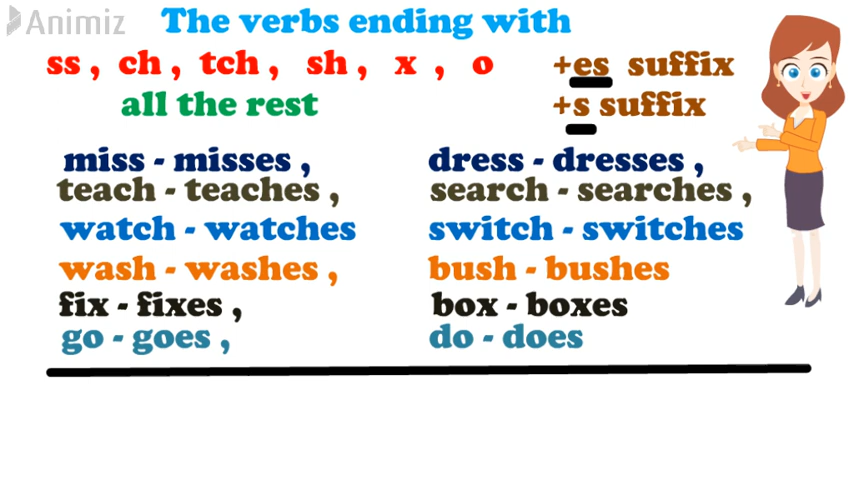 Animiz
The verbs ending with
ss , ch , tch , sh , x , o +es suffix
all the rest +s suffix
miss - misses , dress - dresses ,
teach - teaches , search - searches ,
watch - watches switch - switches
wash - washes , bush - bushes
fix - fixes , box - boxes
go - goes , do - does